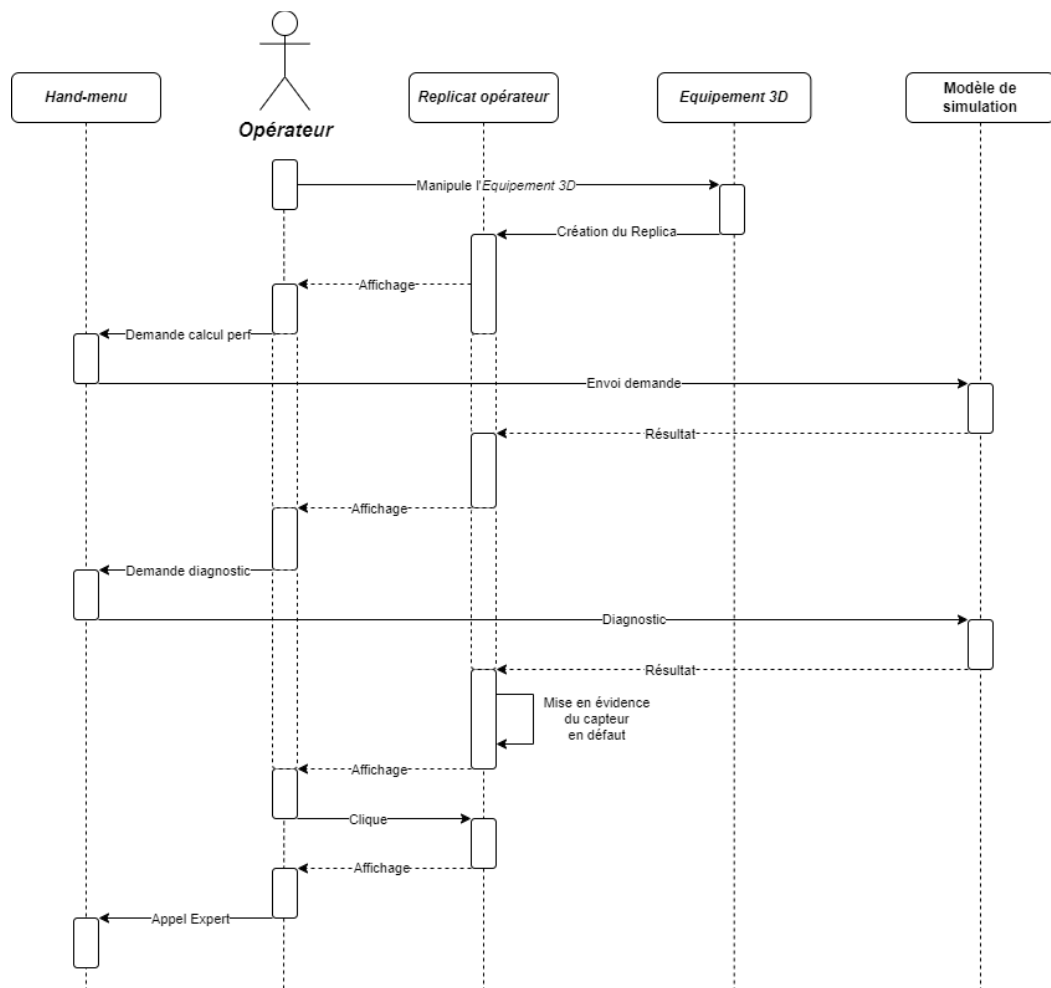 Hand-menu
Opérateur
Replicat opérateur
Equipement 3D
Modèle de
simulation
Manipule l'Equipement 3D
Création du Replica
Affichage
Demande calcul perf
Envoi demande
Résultat
Affichage
Demande diagnostic
Diagnostic
Résultat
Mise en évidence
du capteur
en défaut
Affichage
Clique
Affichage
Appel Expert